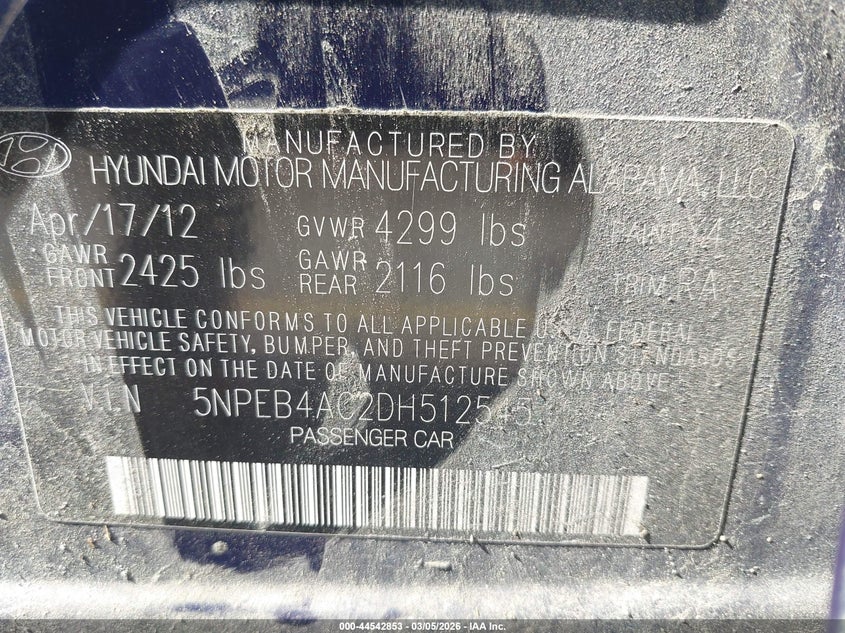 MANUFACTURED BY
HYUNDAI MOTOR MANUFACTURING ALABAMA, LLC
Apr/17/12 GVWR 4299 lbs PAINT Y4
GAWR FRONT 2425 lbs GAWR REAR 2116 lbs TRIM RA
THIS VEHICLE CONFORMS TO ALL APPLICABLE U.S.A. FEDERAL
MOTOR VEHICLE SAFETY, BUMPER, AND THEFT PREVENTION STANDARDS
IN EFFECT ON THE DATE OF MANUFACTURE SHOWN ABOVE.
V.I.N 5NPEB4AC2DH512545
PASSENGER CAR
000-44542853 — 03/05/2026 — IAA Inc.